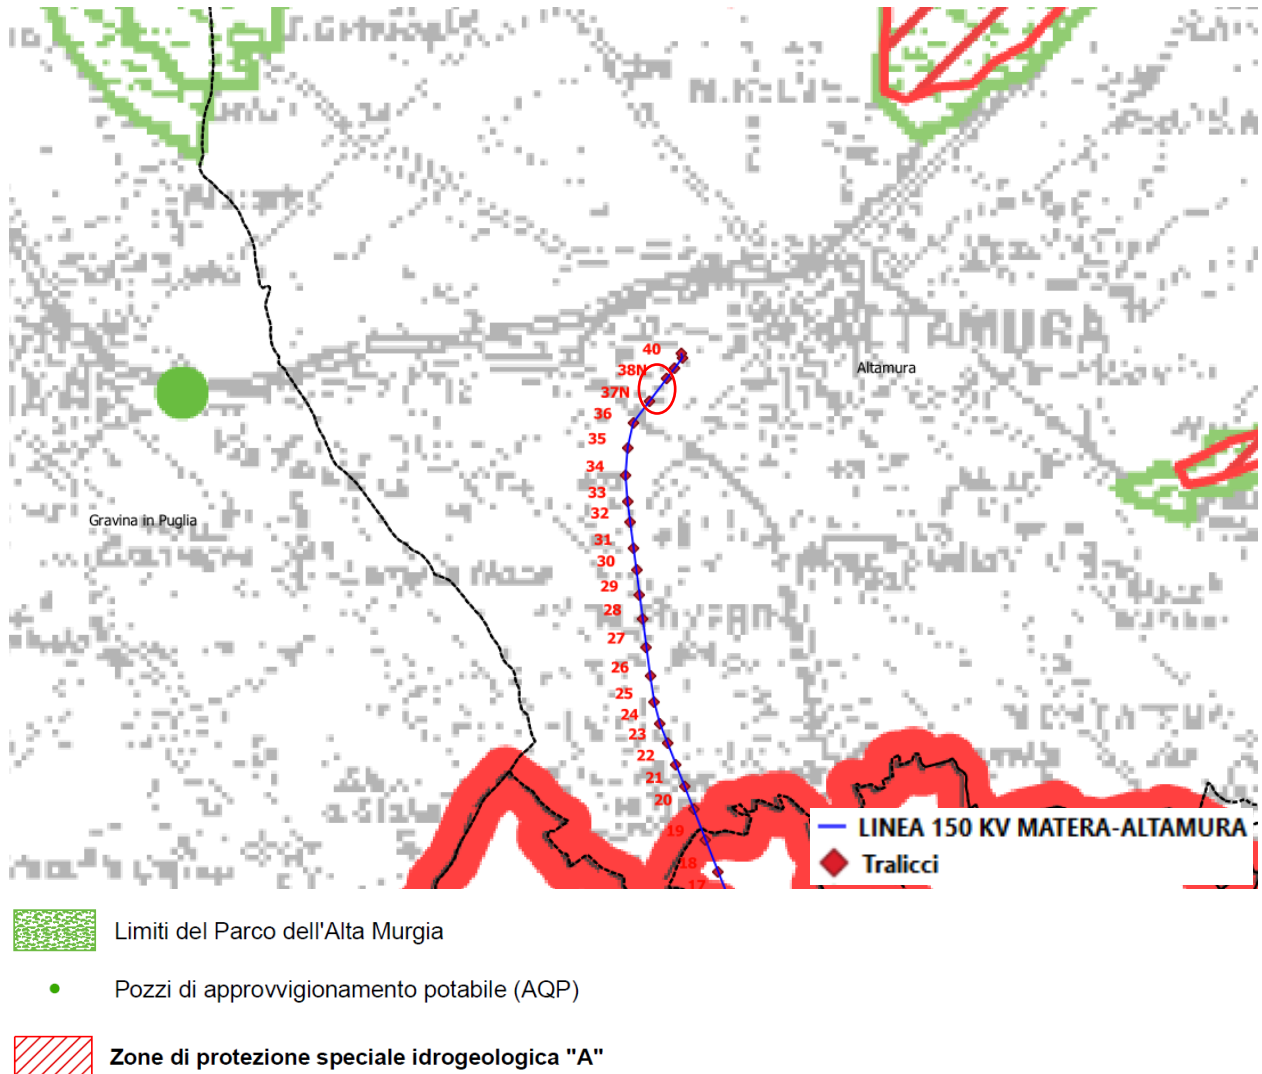 ALTAMURA
40
38N
Altamura
37N
36
35
34
33
32
Gravina in Puglia
31
30
29
28
27
26
25
24
23
22
21
20
19
18
17
LINEA 150 KV MATERA-ALTAMURA
Tralicci
Limiti del Parco dell'Alta Murgia
Pozzi di approvvigionamento potabile (AQP)
Zone di protezione speciale idrogeologica "A"